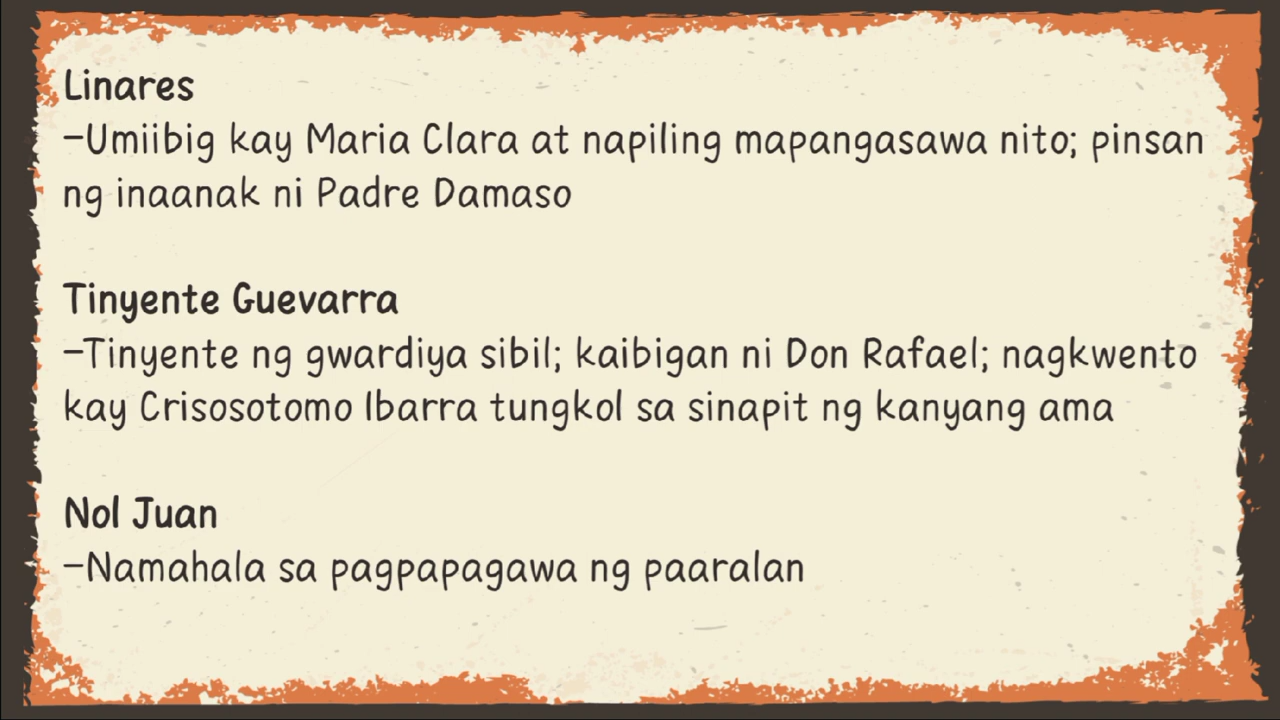 Linares
-Umiibig kay Maria Clara at napiling mapangasawa nito; pinsan
ng inaanak ni Padre Damaso
Tinyente Guevarra
-Tinyente ng gwardiya sibil; kaibigan ni Don Rafael; nagkwento
kay Crisosotomo Ibarra tungkol sa sinapit ng kanyang ama
Nol Juan
-Namahala sa pagpapagawa ng paaralan